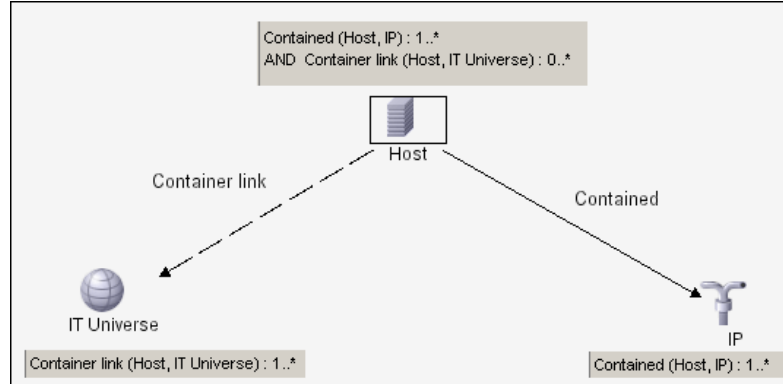 Contained (Host, IP) : 1..*
AND  Container link (Host, IT Universe) : 0..*
Host
Container link
Contained
IT Universe
IP
Container link (Host, IT Universe) : 1..*
Contained (Host, IP) : 1..*